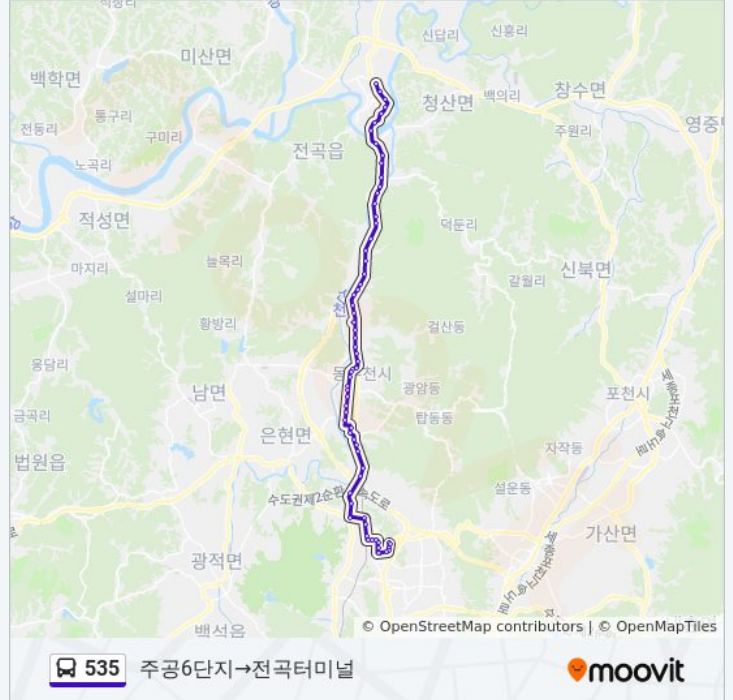 미산면
신답리
신흥리
백학면
백의리
창수면
통구리
청산면
전동리
구미리
주원리
전곡읍
노곡리
적성면
덕둔리
마지리
늘목리
신북면
설마리
갈월리
황방리
걸산동
웅담리
광암동
포천시
남면
금곡리
탑동동
은현면
자작동
법원읍
설운동
수도권제2순환
속도로
가산면
광적면
백석읍
© OpenStreetMap contributors | © OpenMapTiles
535 주공6단지→전곡터미널
moovit